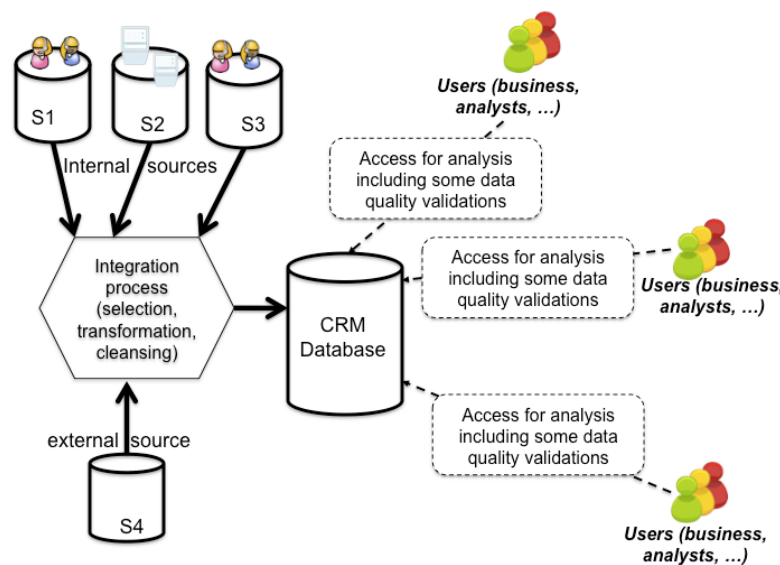 S1
S2
S3
Internal sources
Integration
process
(selection,
transformation,
cleansing)
external source
S4
CRM
Database
Users (business,
analysts, …)
Access for analysis
including some data
quality validations
Access for analysis
including some data
quality validations
Users (business,
analysts, …)
Access for analysis
including some data
quality validations
Users (business,
analysts, …)